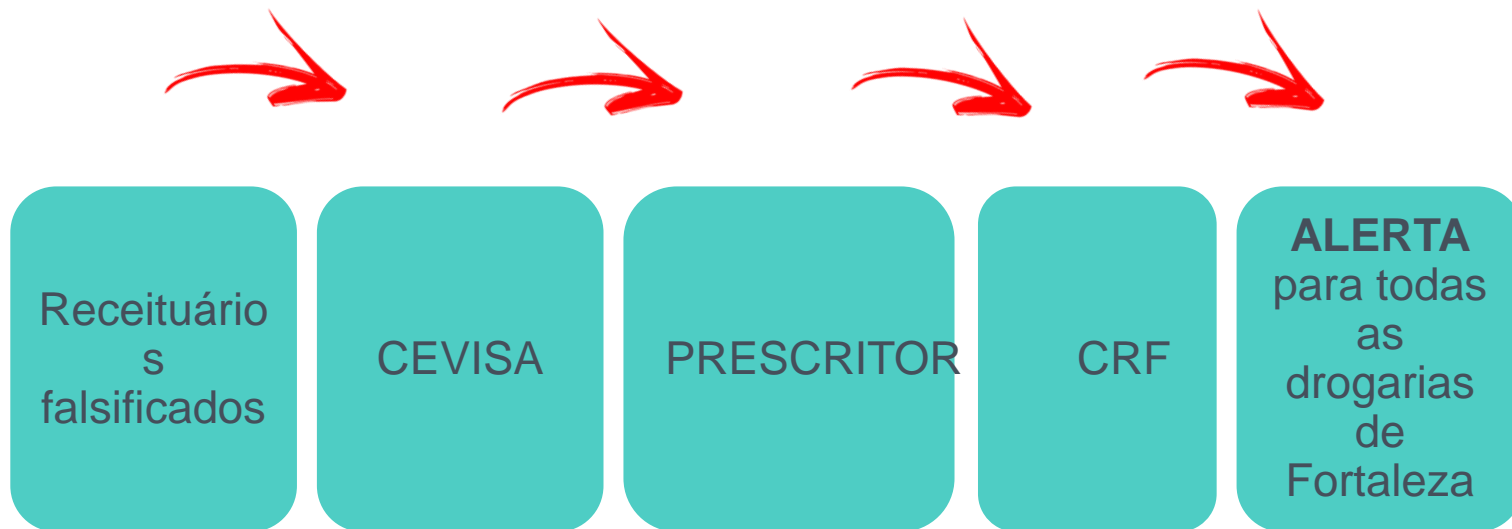 Receituário
s
falsificados
CEVISA
PRESCRITOR
CRF
ALERTA
para todas
as
drogarias
de
Fortaleza